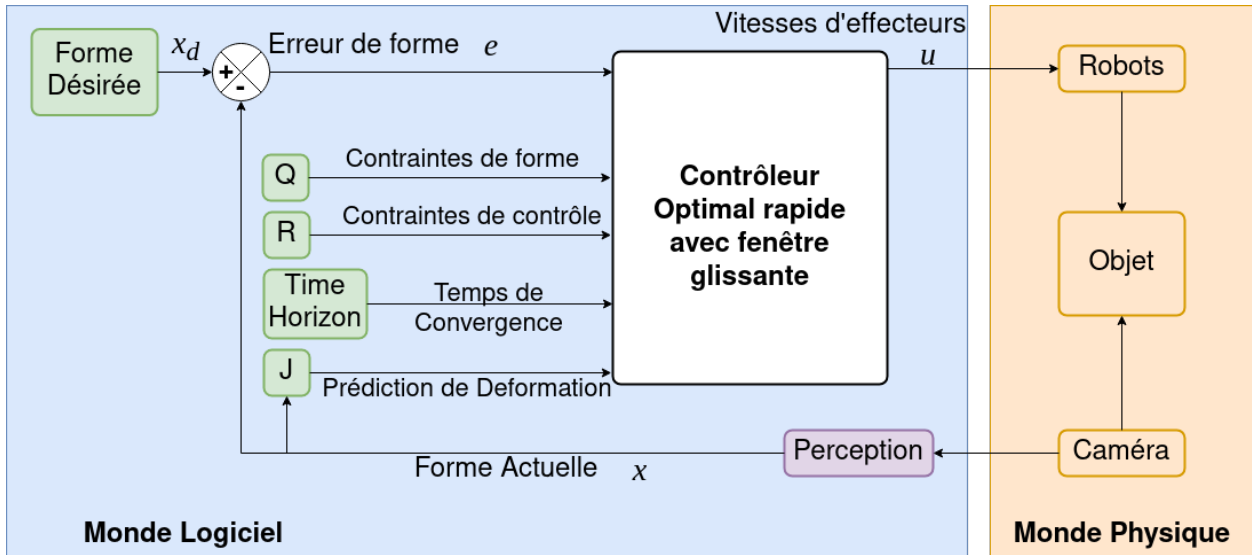 Forme
Désirée
x_d
+
-
Erreur de forme e
Vitesses d'effecteurs
u
Robots
Q
Contraintes de forme
R
Contraintes de contrôle
Time
Horizon
Temps de
Convergence
J
Prédiction de Deformation
Contrôleur
Optimal rapide
avec fenêtre
glissante
Objet
Perception
Caméra
Forme Actuelle x
Monde Logiciel
Monde Physique